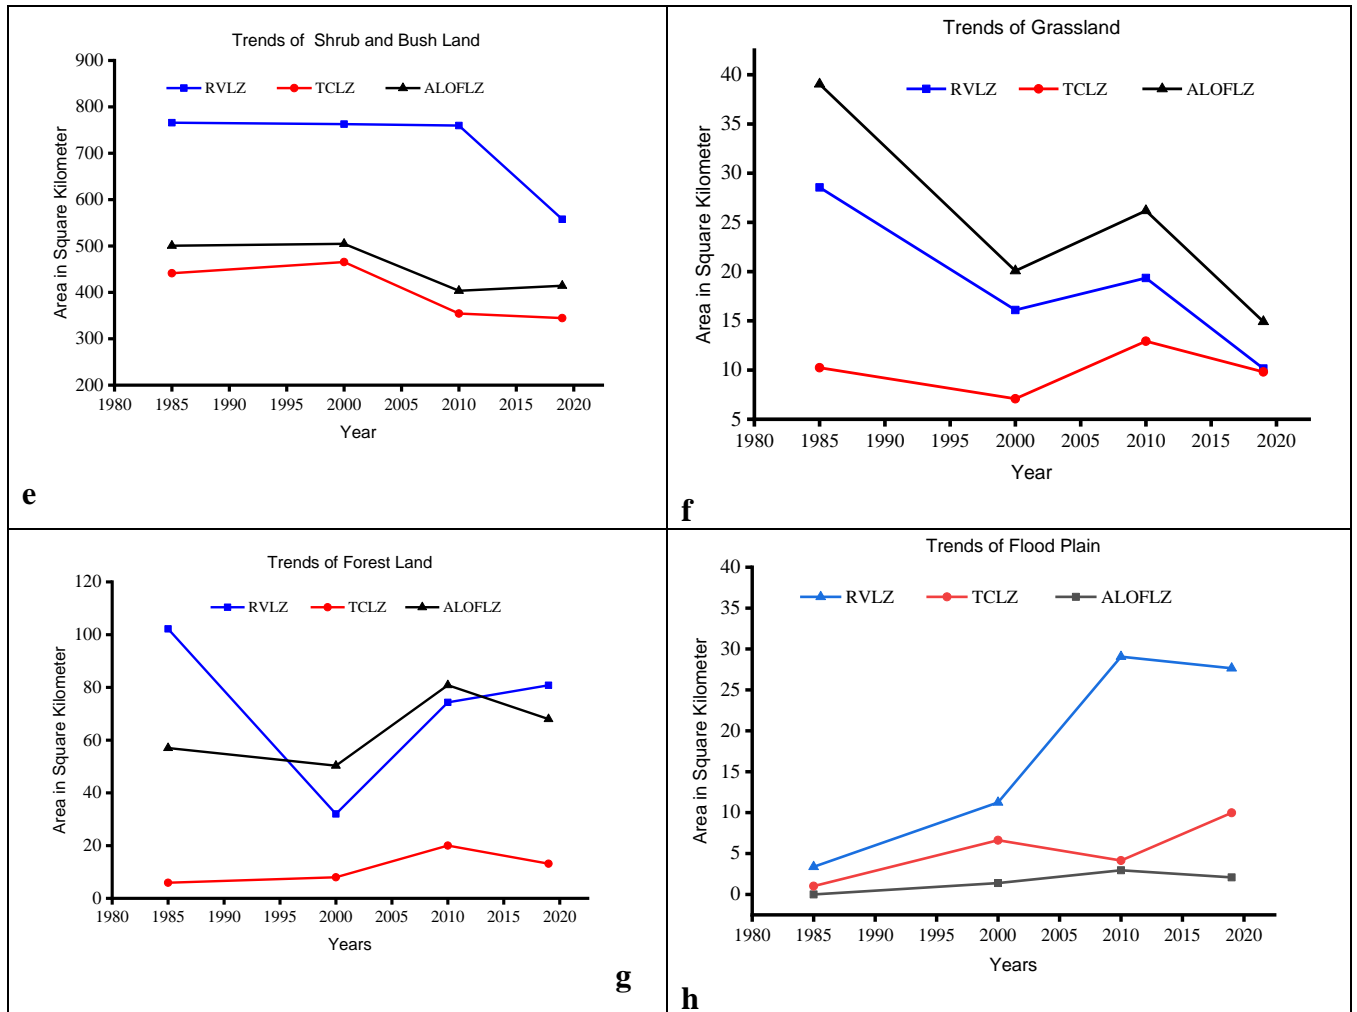 Trends of Shrub and Bush Land
900
800
700
600
500
400
300
200
Area in Square Kilometer
RVLZ TCLZ ALOFLZ
1980 1985 1990 1995 2000 2005 2010 2015 2020
Year
e
Trends of Grassland
40
35
30
25
20
15
10
5
Area in Square Kilometer
RVLZ TCLZ ALOFLZ
1980 1985 1990 1995 2000 2005 2010 2015 2020
Year
f
Trends of Forest Land
120
100
80
60
40
20
0
Area in Square Kilometer
RVLZ TCLZ ALOFLZ
1980 1985 1990 1995 2000 2005 2010 2015 2020
Years
g
Trends of Flood Plain
40
35
30
25
20
15
10
5
0
Area in Square Kilometer
RVLZ TCLZ ALOFLZ
1980 1985 1990 1995 2000 2005 2010 2015 2020
Years
h